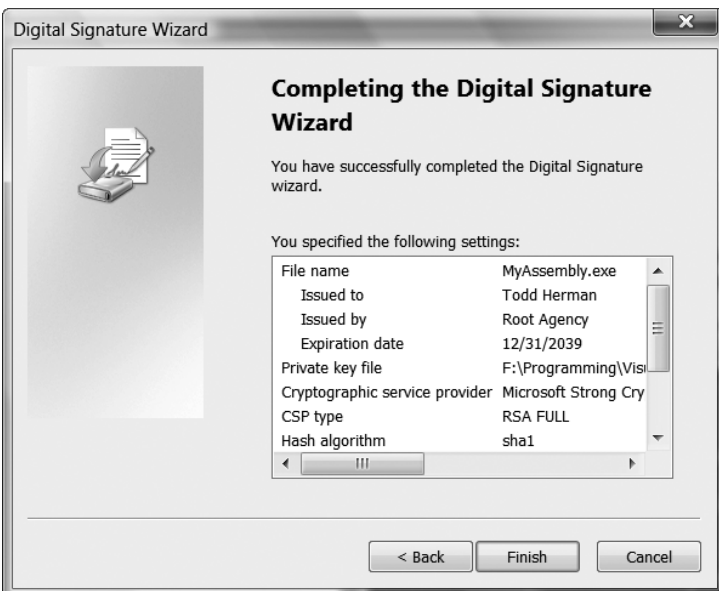 Digital Signature Wizard
Completing the Digital Signature
Wizard
You have successfully completed the Digital Signature
wizard.
You specified the following settings:
File name MyAssembly.exe
Issued to Todd Herman
Issued by Root Agency
Expiration date 12/31/2039
Private key file F:\Programming\Visu
Cryptographic service provider Microsoft Strong Cry
CSP type RSA FULL
Hash algorithm sha1
< Back Finish Cancel